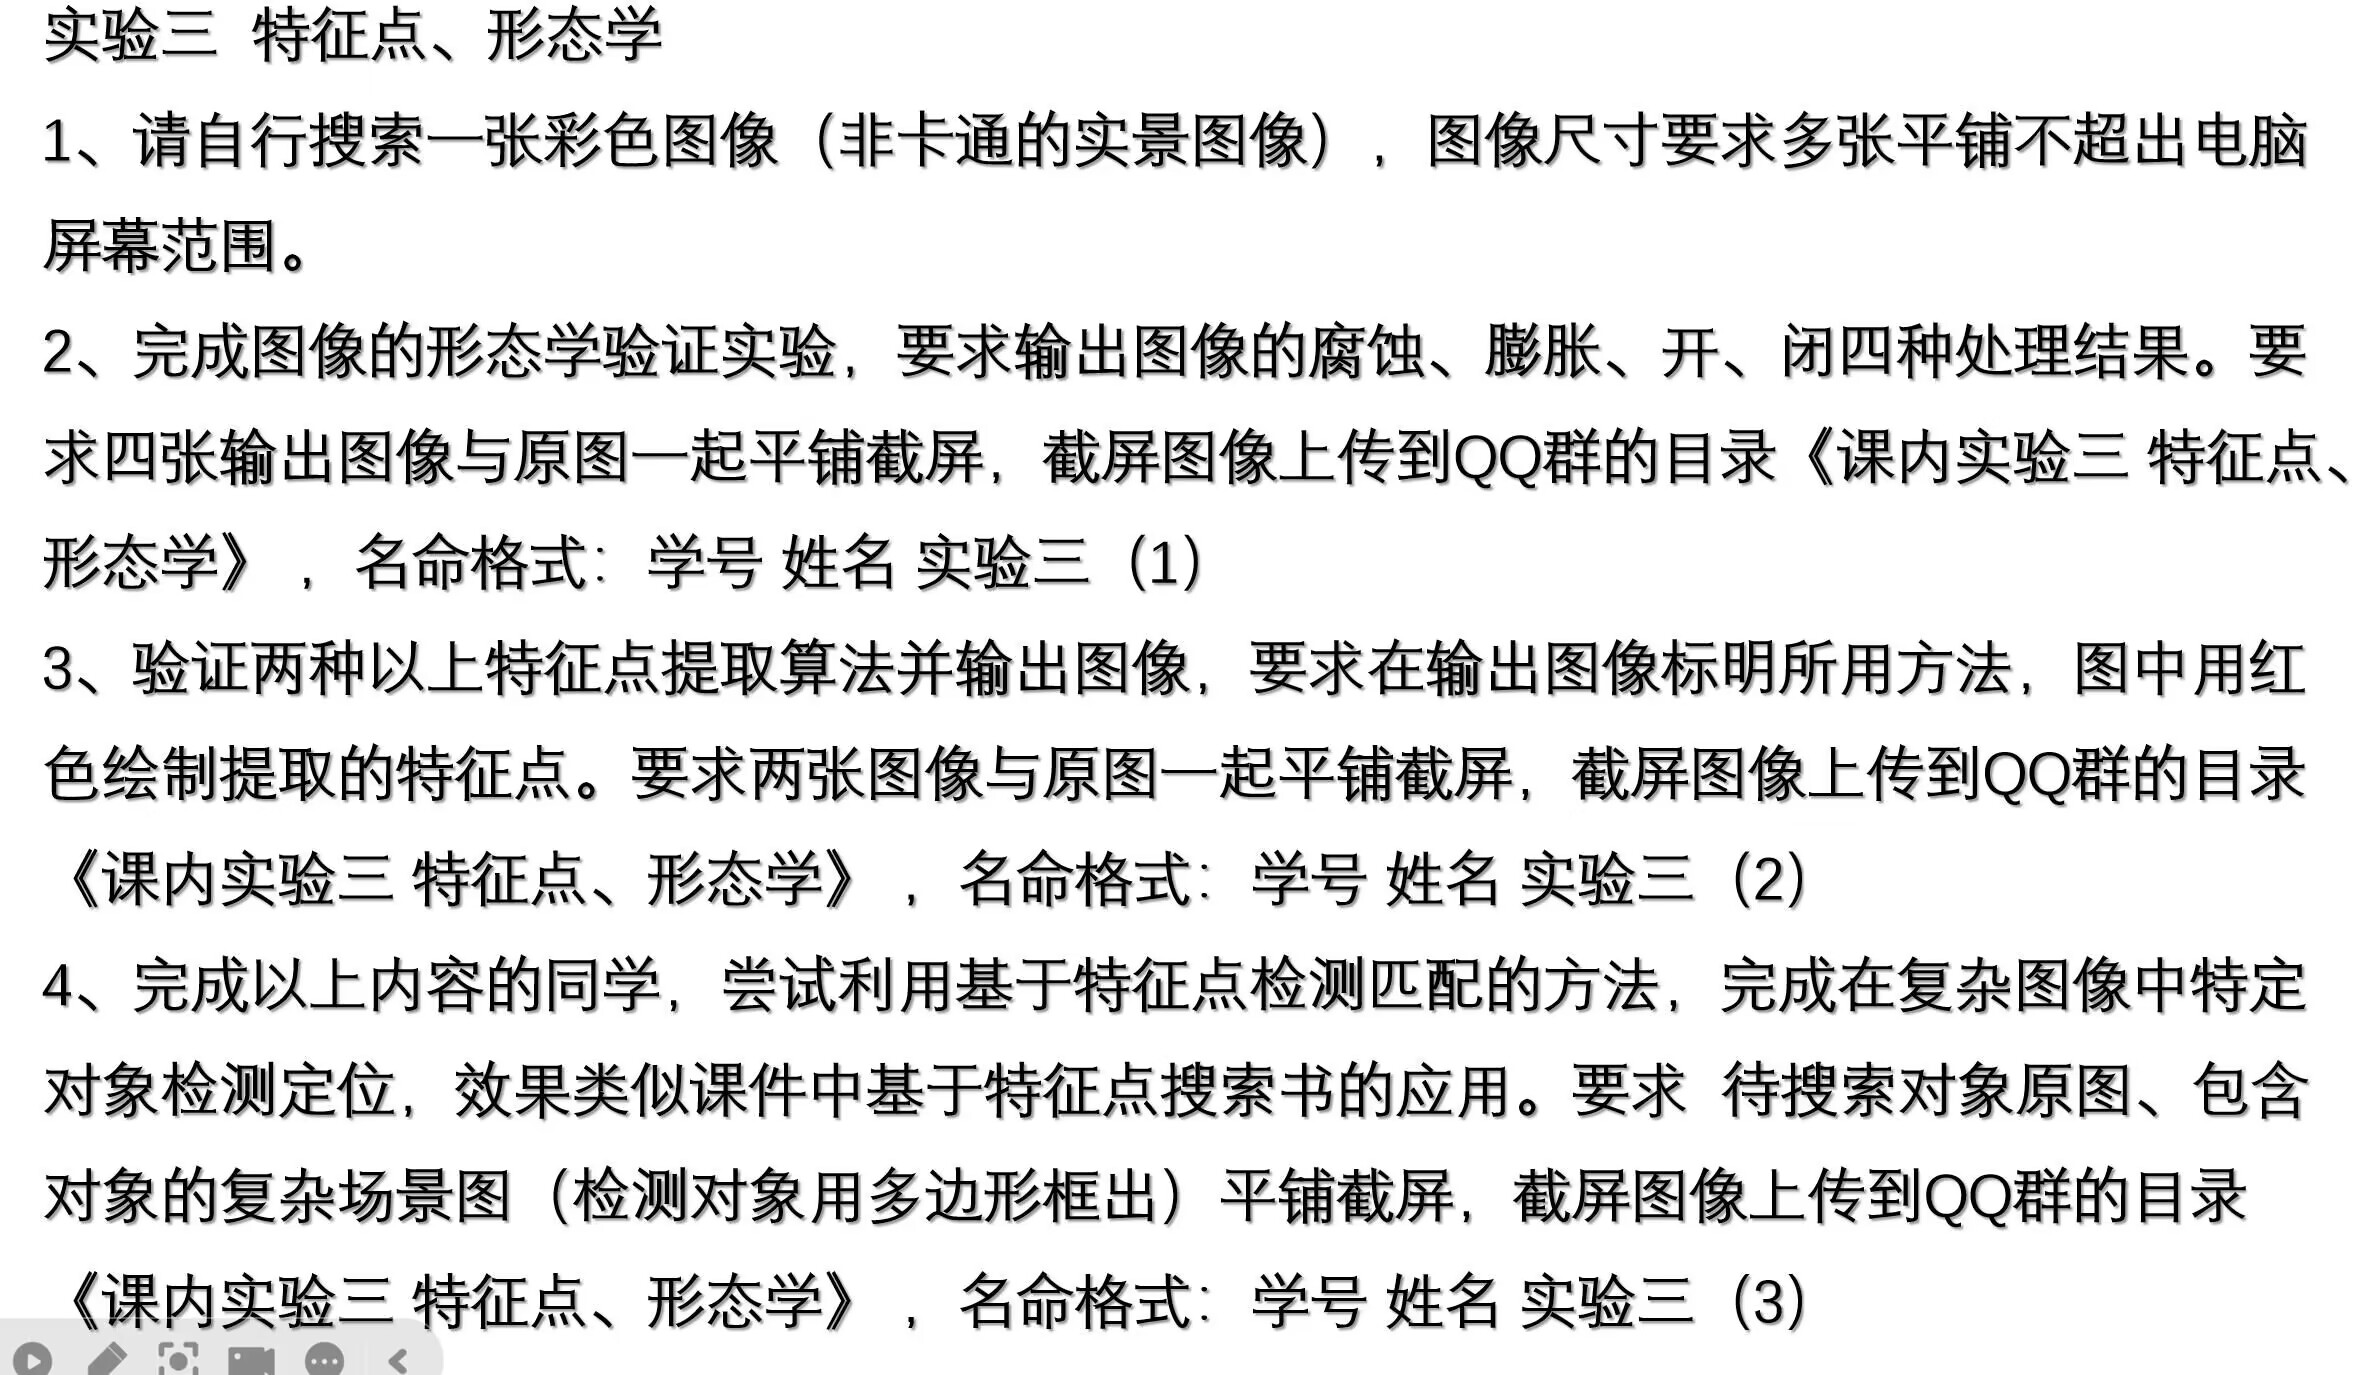 实验三 特征点、形态学
1、请自行搜索一张彩色图像（非卡通的实景图像），图像尺寸要求多张平铺不超出电脑
屏幕范围。
2、完成图像的形态学验证实验，要求输出图像的腐蚀、膨胀、开、闭四种处理结果。要
求四张输出图像与原图一起平铺截屏，截屏图像上传到QQ群的目录《课内实验三 特征点、
形态学》，名命格式：学号 姓名 实验三（1）
3、验证两种以上特征点提取算法并输出图像，要求在输出图像标明所用方法，图中用红
色绘制提取的特征点。要求两张图像与原图一起平铺截屏，截屏图像上传到QQ群的目录
《课内实验三 特征点、形态学》，名命格式：学号 姓名 实验三（2）
4、完成以上内容的同学，尝试利用基于特征点检测匹配的方法，完成在复杂图像中特定
对象检测定位，效果类似课件中基于特征点搜索书的应用。要求 待搜索对象原图、包含
对象的复杂场景图（检测对象用多边形框出）平铺截屏，截屏图像上传到QQ群的目录
《课内实验三 特征点、形态学》，名命格式：学号 姓名 实验三（3）